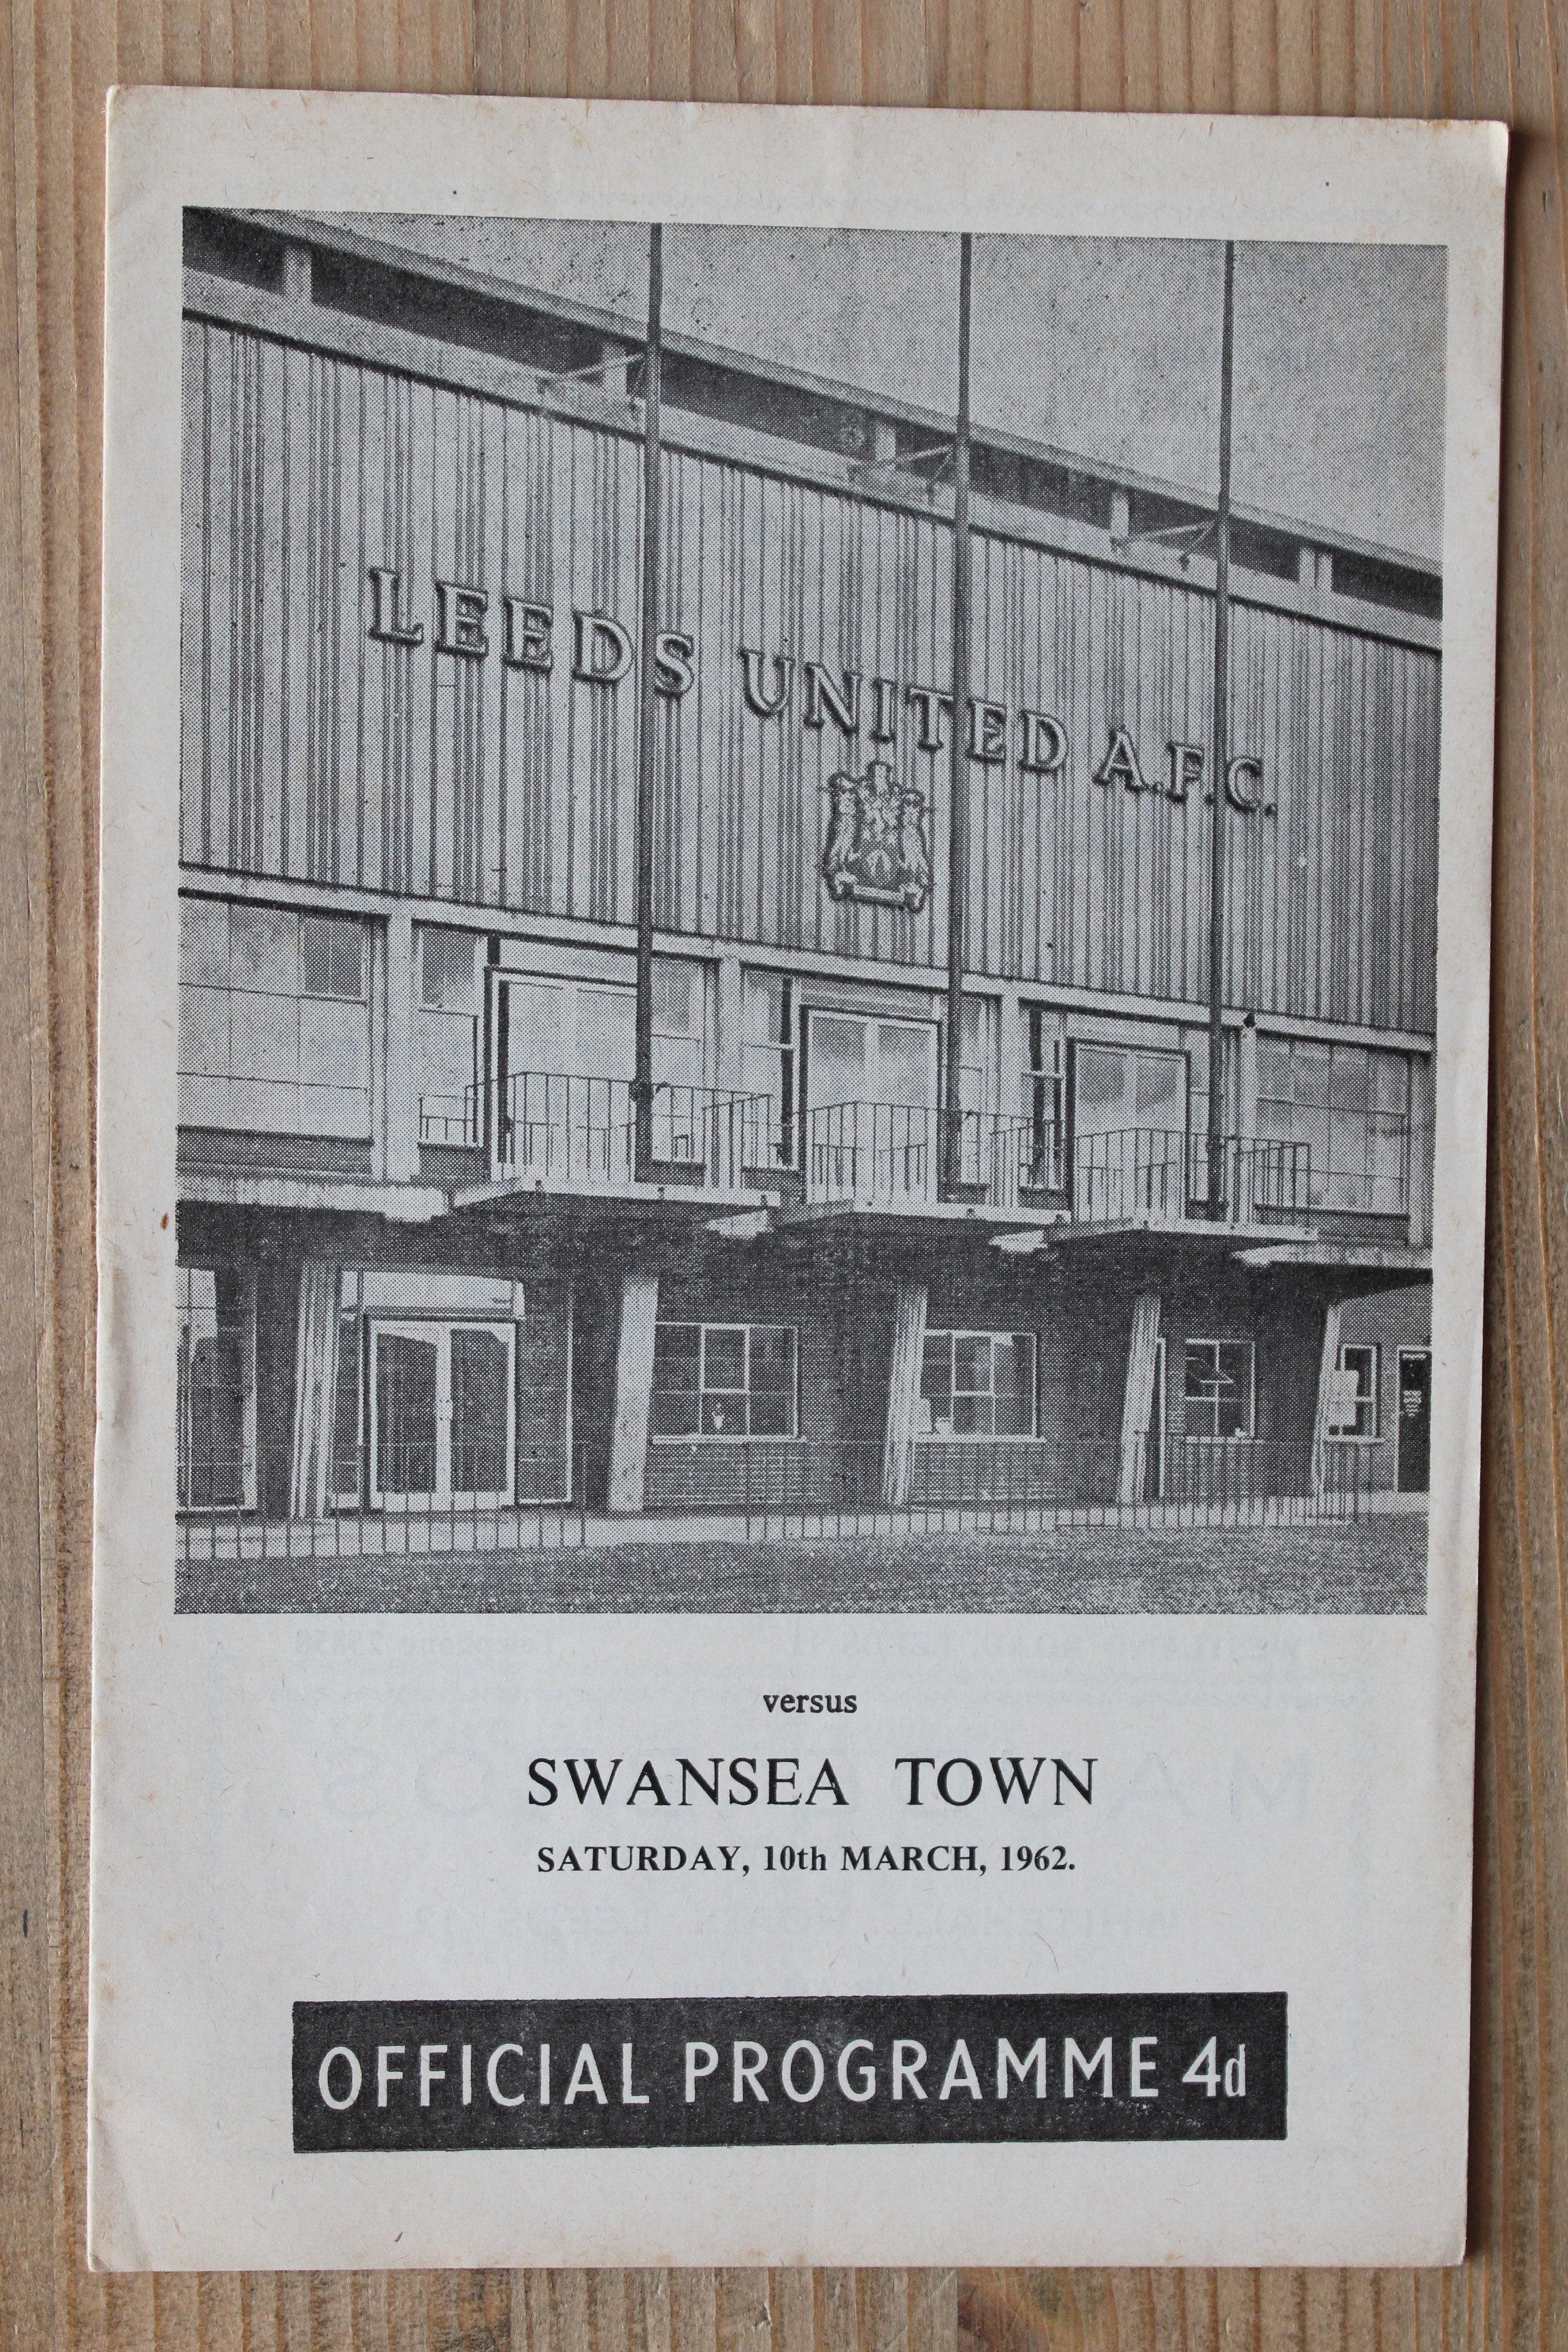 LEEDS UNITED A.F.C.
versus
SWANSEA TOWN
SATURDAY, 10th MARCH, 1962.
OFFICIAL PROGRAMME 4d